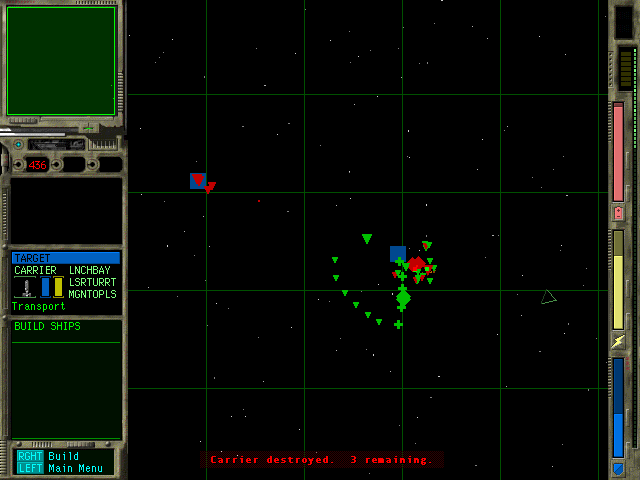 436
TARGET
CARRIER LNCHBAY
LSRTURRT
MGNTOPLS
Transport
BUILD SHIPS
RGHT Build
LEFT Main Menu
Carrier destroyed. 3 remaining.